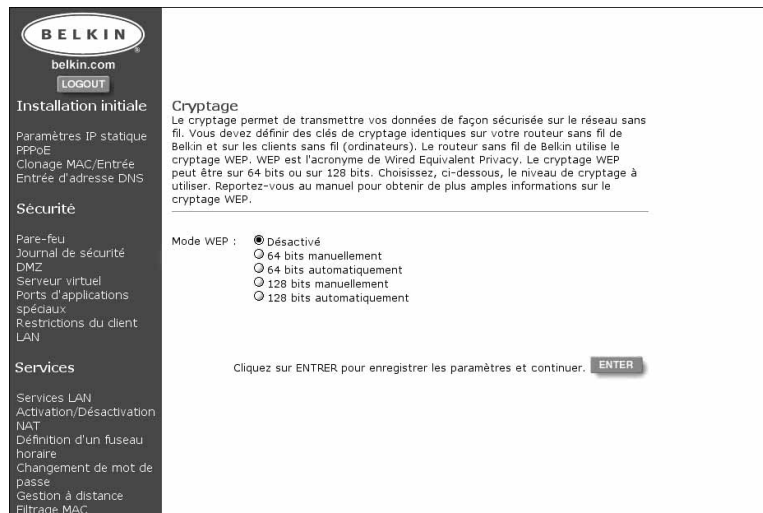 BELKIN
belkin.com
LOGOUT
Installation initiale
Paramètres IP statique
PPPoE
Clonage MAC/Entrée
Entrée d'adresse DNS
Sécurité
Pare-feu
Journal de sécurité
DMZ
Serveur virtuel
Ports d'applications
spéciaux
Restrictions du client
LAN
Services
Services LAN
Activation/Désactivation
NAT
Définition d'un fuseau
horaire
Changement de mot de
passe
Gestion à distance
Filtrage MAC
Cryptage
Le cryptage permet de transmettre vos données de façon sécurisée sur le réseau sans
fil. Vous devez définir des clés de cryptage identiques sur votre routeur sans fil de
Belkin et sur les clients sans fil (ordinateurs). Le routeur sans fil de Belkin utilise le
cryptage WEP. WEP est l'acronyme de Wired Equivalent Privacy. Le cryptage WEP
peut être sur 64 bits ou sur 128 bits. Choisissez, ci-dessous, le niveau de cryptage à
utiliser. Reportez-vous au manuel pour obtenir de plus amples informations sur le
cryptage WEP.
Mode WEP : Désactivé
64 bits manuellement
64 bits automatiquement
128 bits manuellement
128 bits automatiquement
Cliquez sur ENTRER pour enregistrer les paramètres et continuer. ENTER